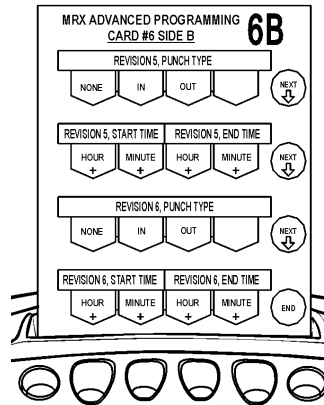 MRX ADVANCED PROGRAMMING
CARD #6 SIDE B
6B
REVISION 5, PUNCH TYPE
NONE IN OUT NEXT
REVISION 5, START TIME REVISION 5, END TIME
HOUR + MINUTE + HOUR + MINUTE + NEXT
REVISION 6, PUNCH TYPE
NONE IN OUT NEXT
REVISION 6, START TIME REVISION 6, END TIME
HOUR + MINUTE + HOUR + MINUTE + END